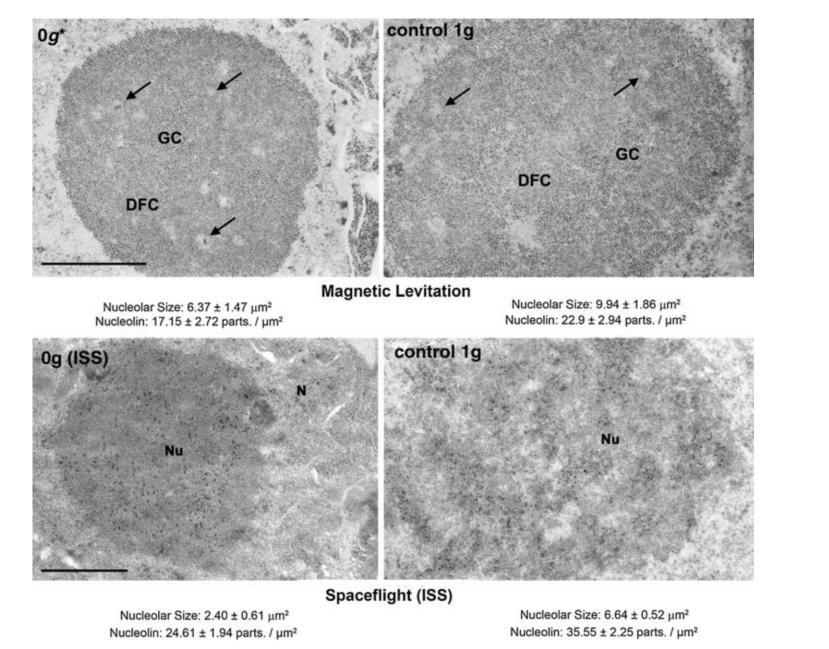 0g*
control 1g
GC
DFC
GC
DFC
Magnetic Levitation
Nucleolar Size: 6.37 ± 1.47 µm²
Nucleolin: 17.15 ± 2.72 parts. / µm²
Nucleolar Size: 9.94 ± 1.86 µm²
Nucleolin: 22.9 ± 2.94 parts. / µm²
0g (ISS)
control 1g
N
Nu
Nu
Spaceflight (ISS)
Nucleolar Size: 2.40 ± 0.61 µm²
Nucleolin: 24.61 ± 1.94 parts. / µm²
Nucleolar Size: 6.64 ± 0.52 µm²
Nucleolin: 35.55 ± 2.25 parts. / µm²